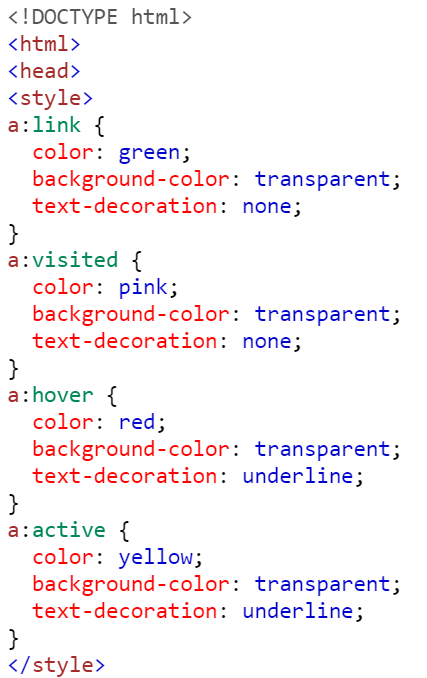 <!DOCTYPE html>
<html>
<head>
<style>
a:link {
  color: green;
  background-color: transparent;
  text-decoration: none;
}
a:visited {
  color: pink;
  background-color: transparent;
  text-decoration: none;
}
a:hover {
  color: red;
  background-color: transparent;
  text-decoration: underline;
}
a:active {
  color: yellow;
  background-color: transparent;
  text-decoration: underline;
}
</style>